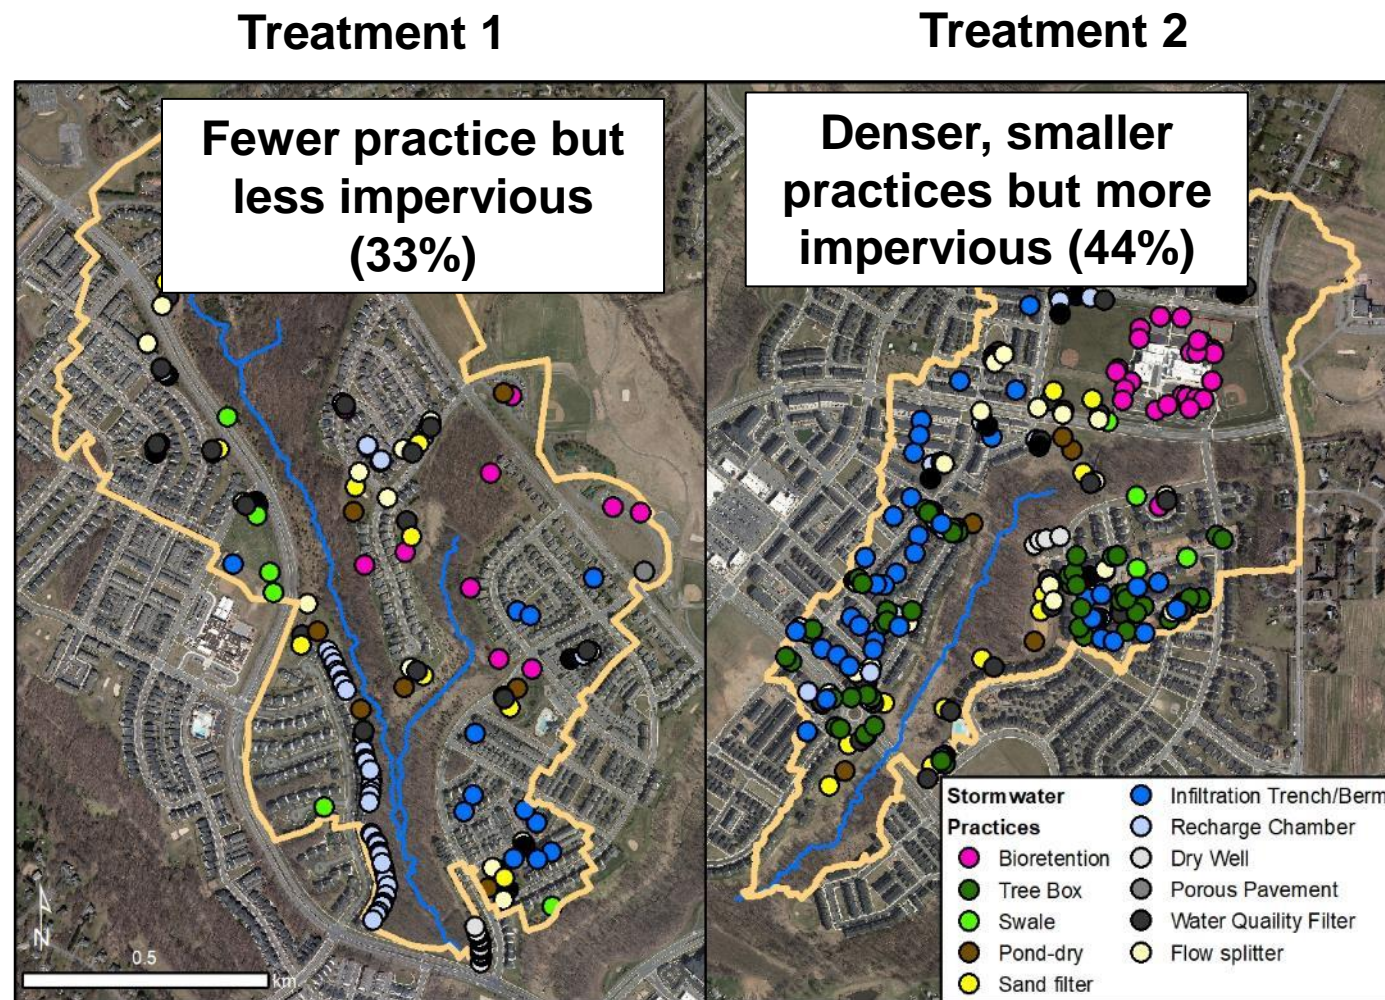 Treatment 1
Treatment 2
Fewer practice but
less impervious
(33%)
Denser, smaller
practices but more
impervious (44%)
Stormwater
Practices
Bioretention
Tree Box
Swale
Pond-dry
Sand filter
Infiltration Trench/Berm
Recharge Chamber
Dry Well
Porous Pavement
Water Quaility Filter
Flow splitter
N
0.5
km